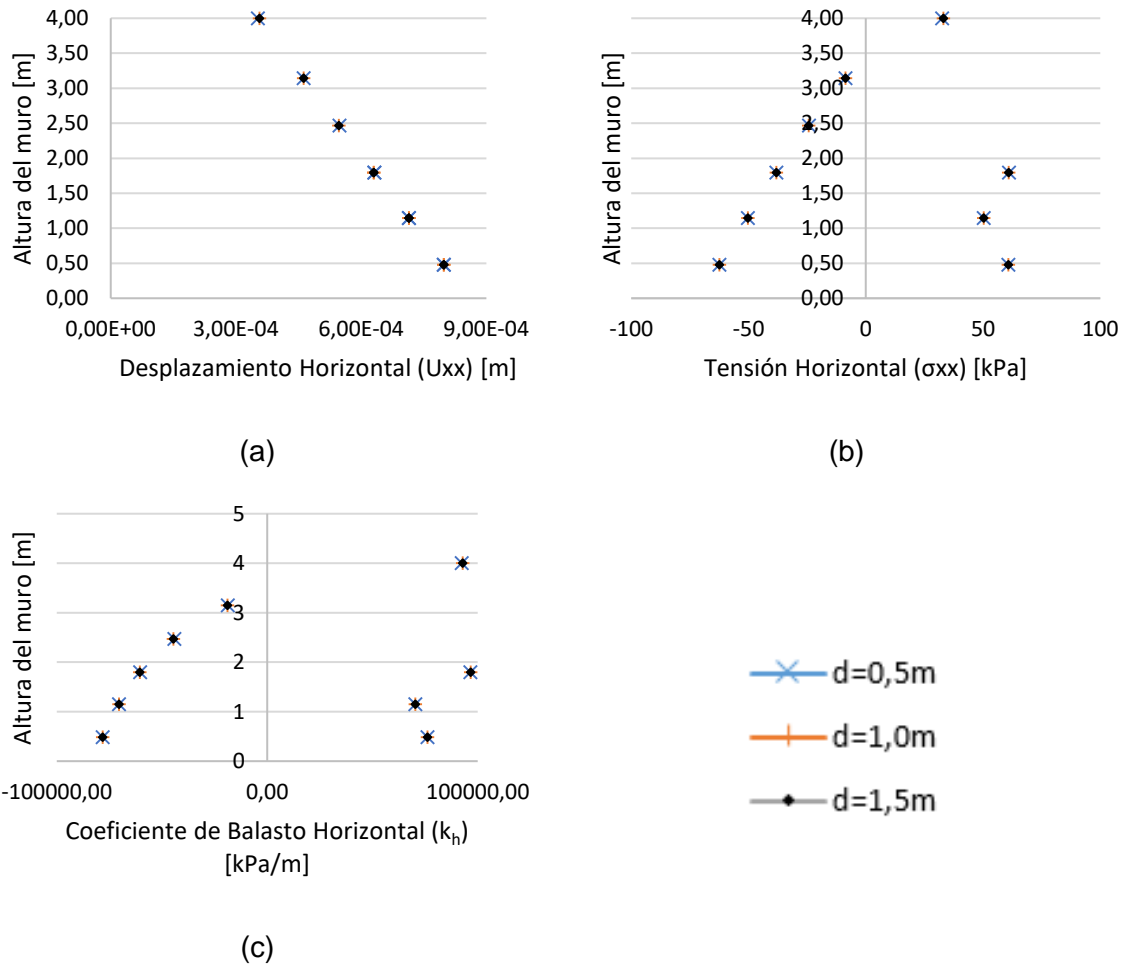 4,00
3,50
3,00
2,50
2,00
1,50
1,00
0,50
0,00
Altura del muro [m]
0,00E+00 3,00E-04 6,00E-04 9,00E-04
Desplazamiento Horizontal (Uxx) [m]
(a)
4,00
3,50
3,00
2,50
2,00
1,50
1,00
0,50
0,00
Altura del muro [m]
-100 -50 0 50 100
Tensión Horizontal (σxx) [kPa]
(b)
5
4
3
2
1
0
Altura del muro [m]
-100000,00 0,00 100000,00
Coeficiente de Balasto Horizontal (kₕ)
[kPa/m]
(c)
d=0,5m
d=1,0m
d=1,5m